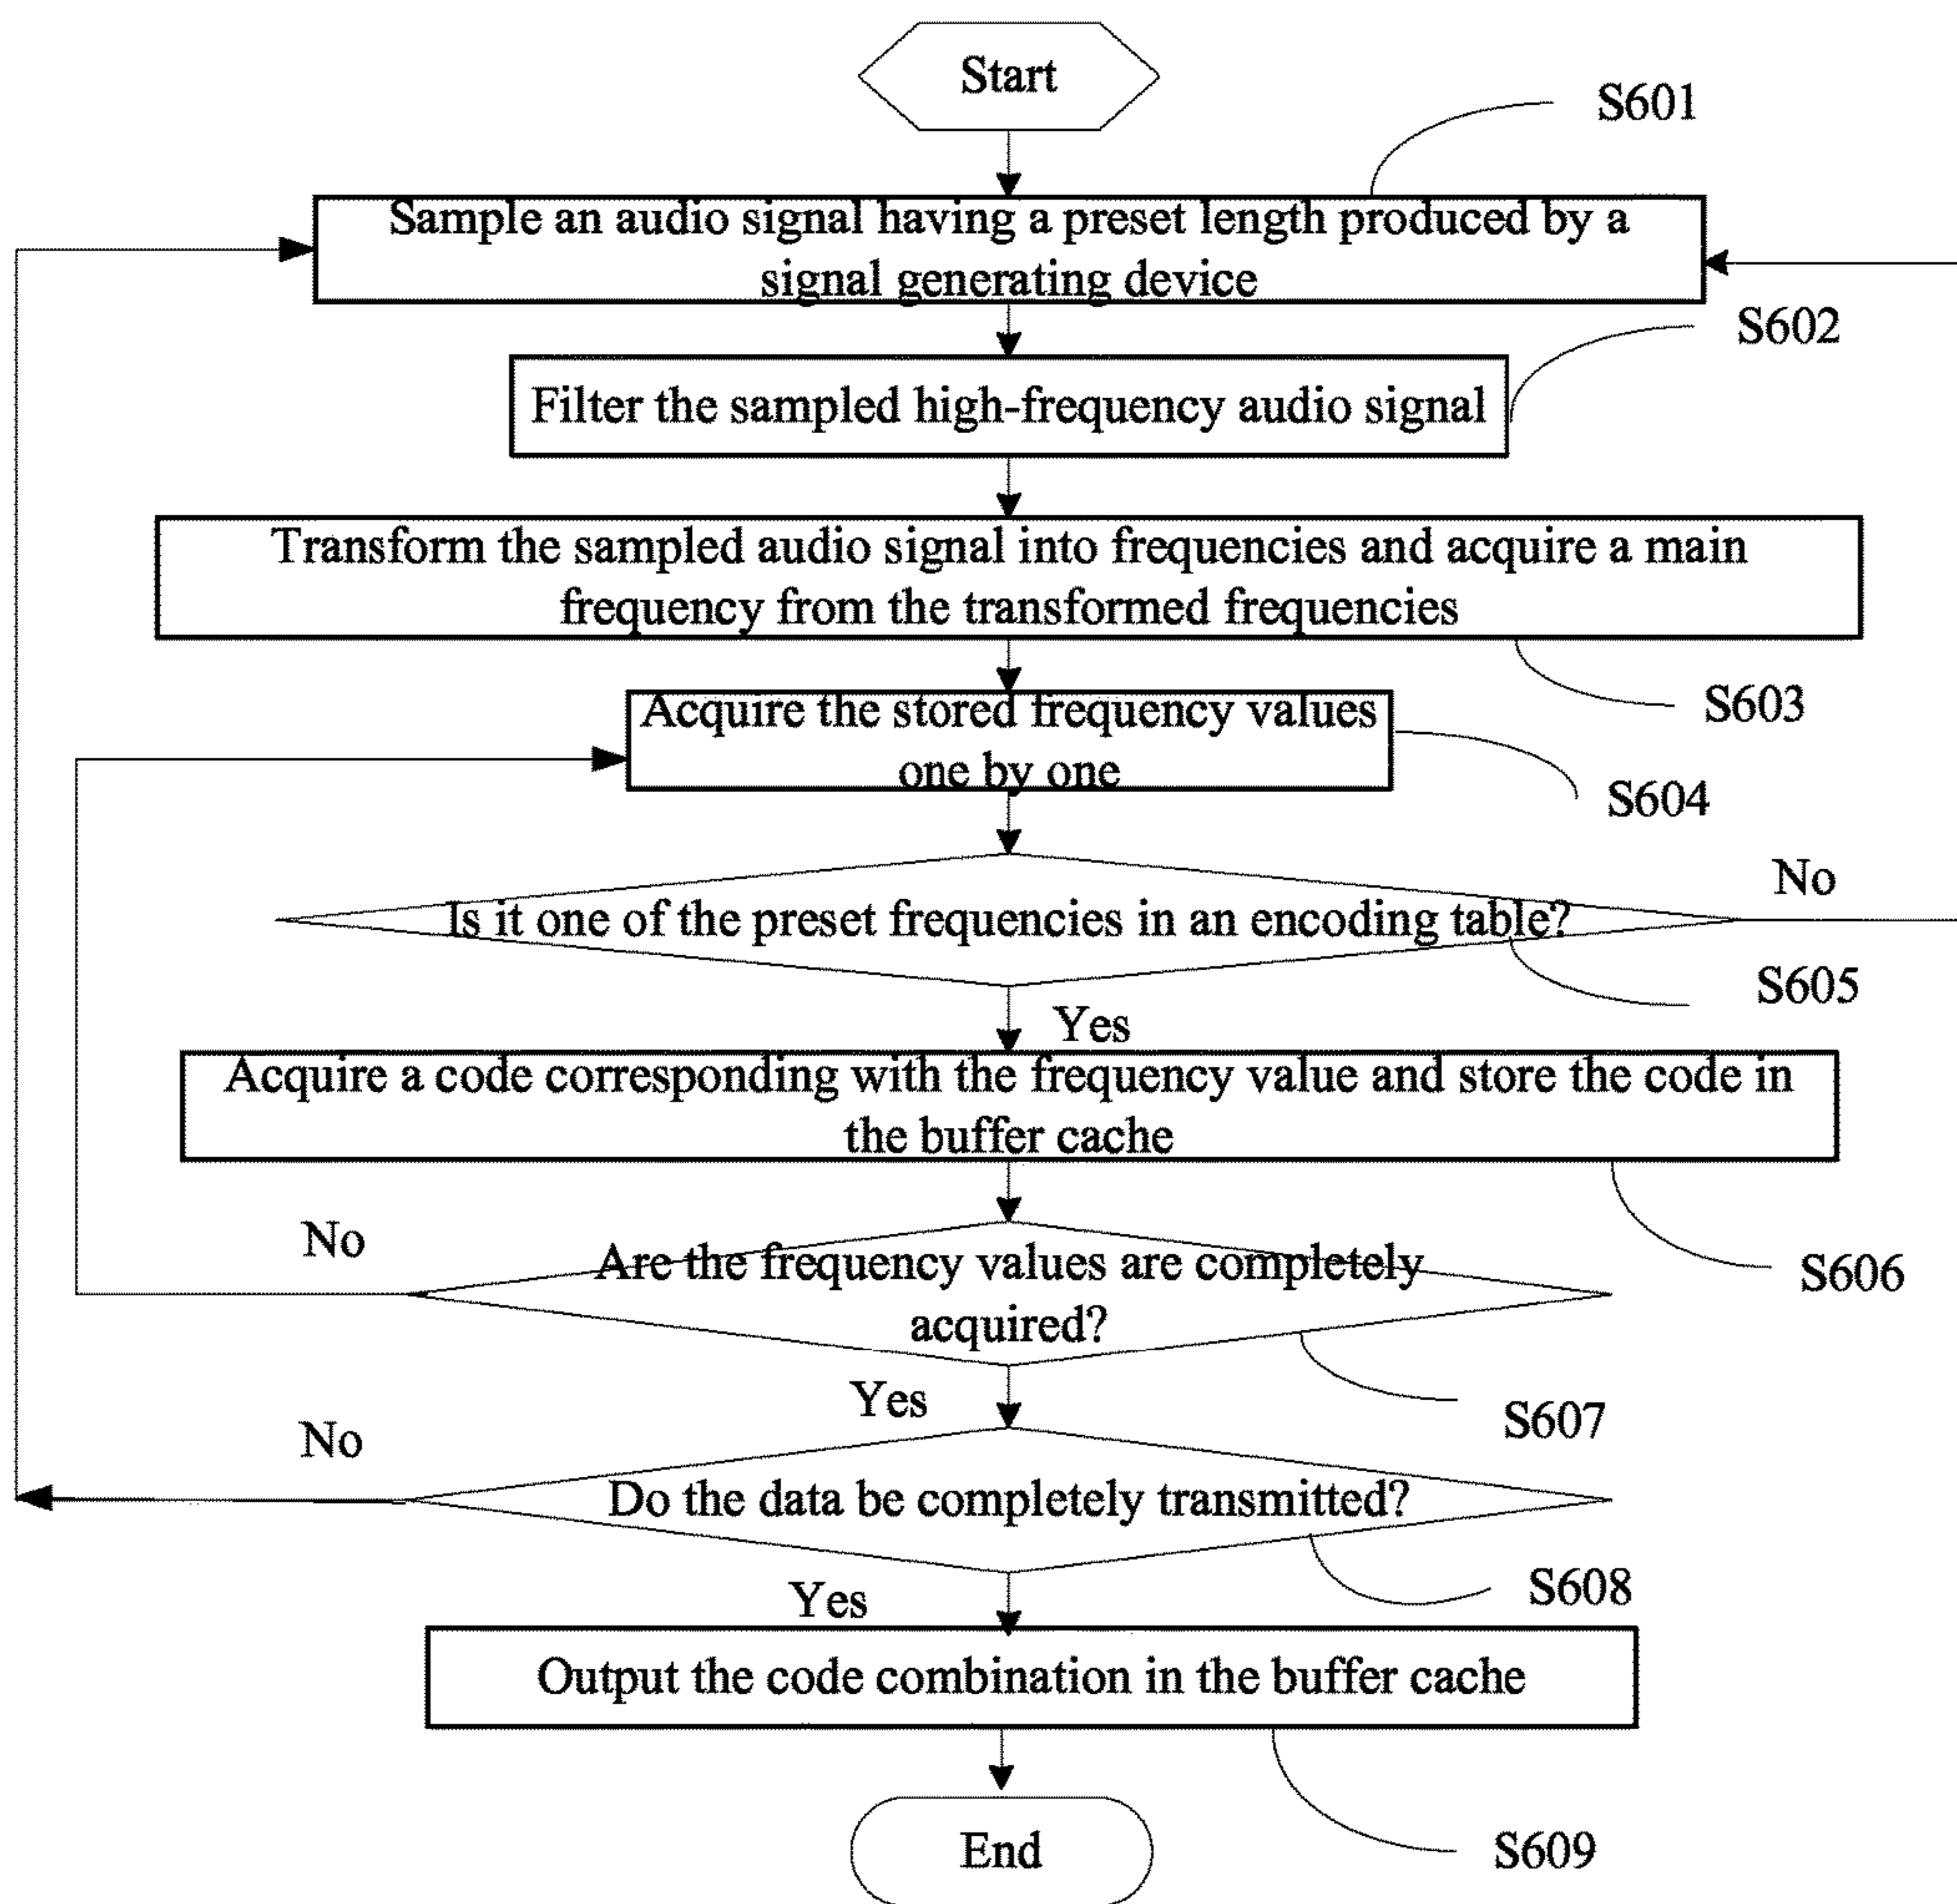 Start
S601
Sample an audio signal having a preset length produced by a
signal generating device
S602
Filter the sampled high-frequency audio signal
Transform the sampled audio signal into frequencies and acquire a main
frequency from the transformed frequencies
S603
Acquire the stored frequency values
one by one
S604
No
Is it one of the preset frequencies in an encoding table?
S605
Yes
Acquire a code corresponding with the frequency value and store the code in
the buffer cache
S606
No
Are the frequency values are completely
acquired?
S607
Yes
No
Do the data be completely transmitted?
S608
Yes
Output the code combination in the buffer cache
End
S609